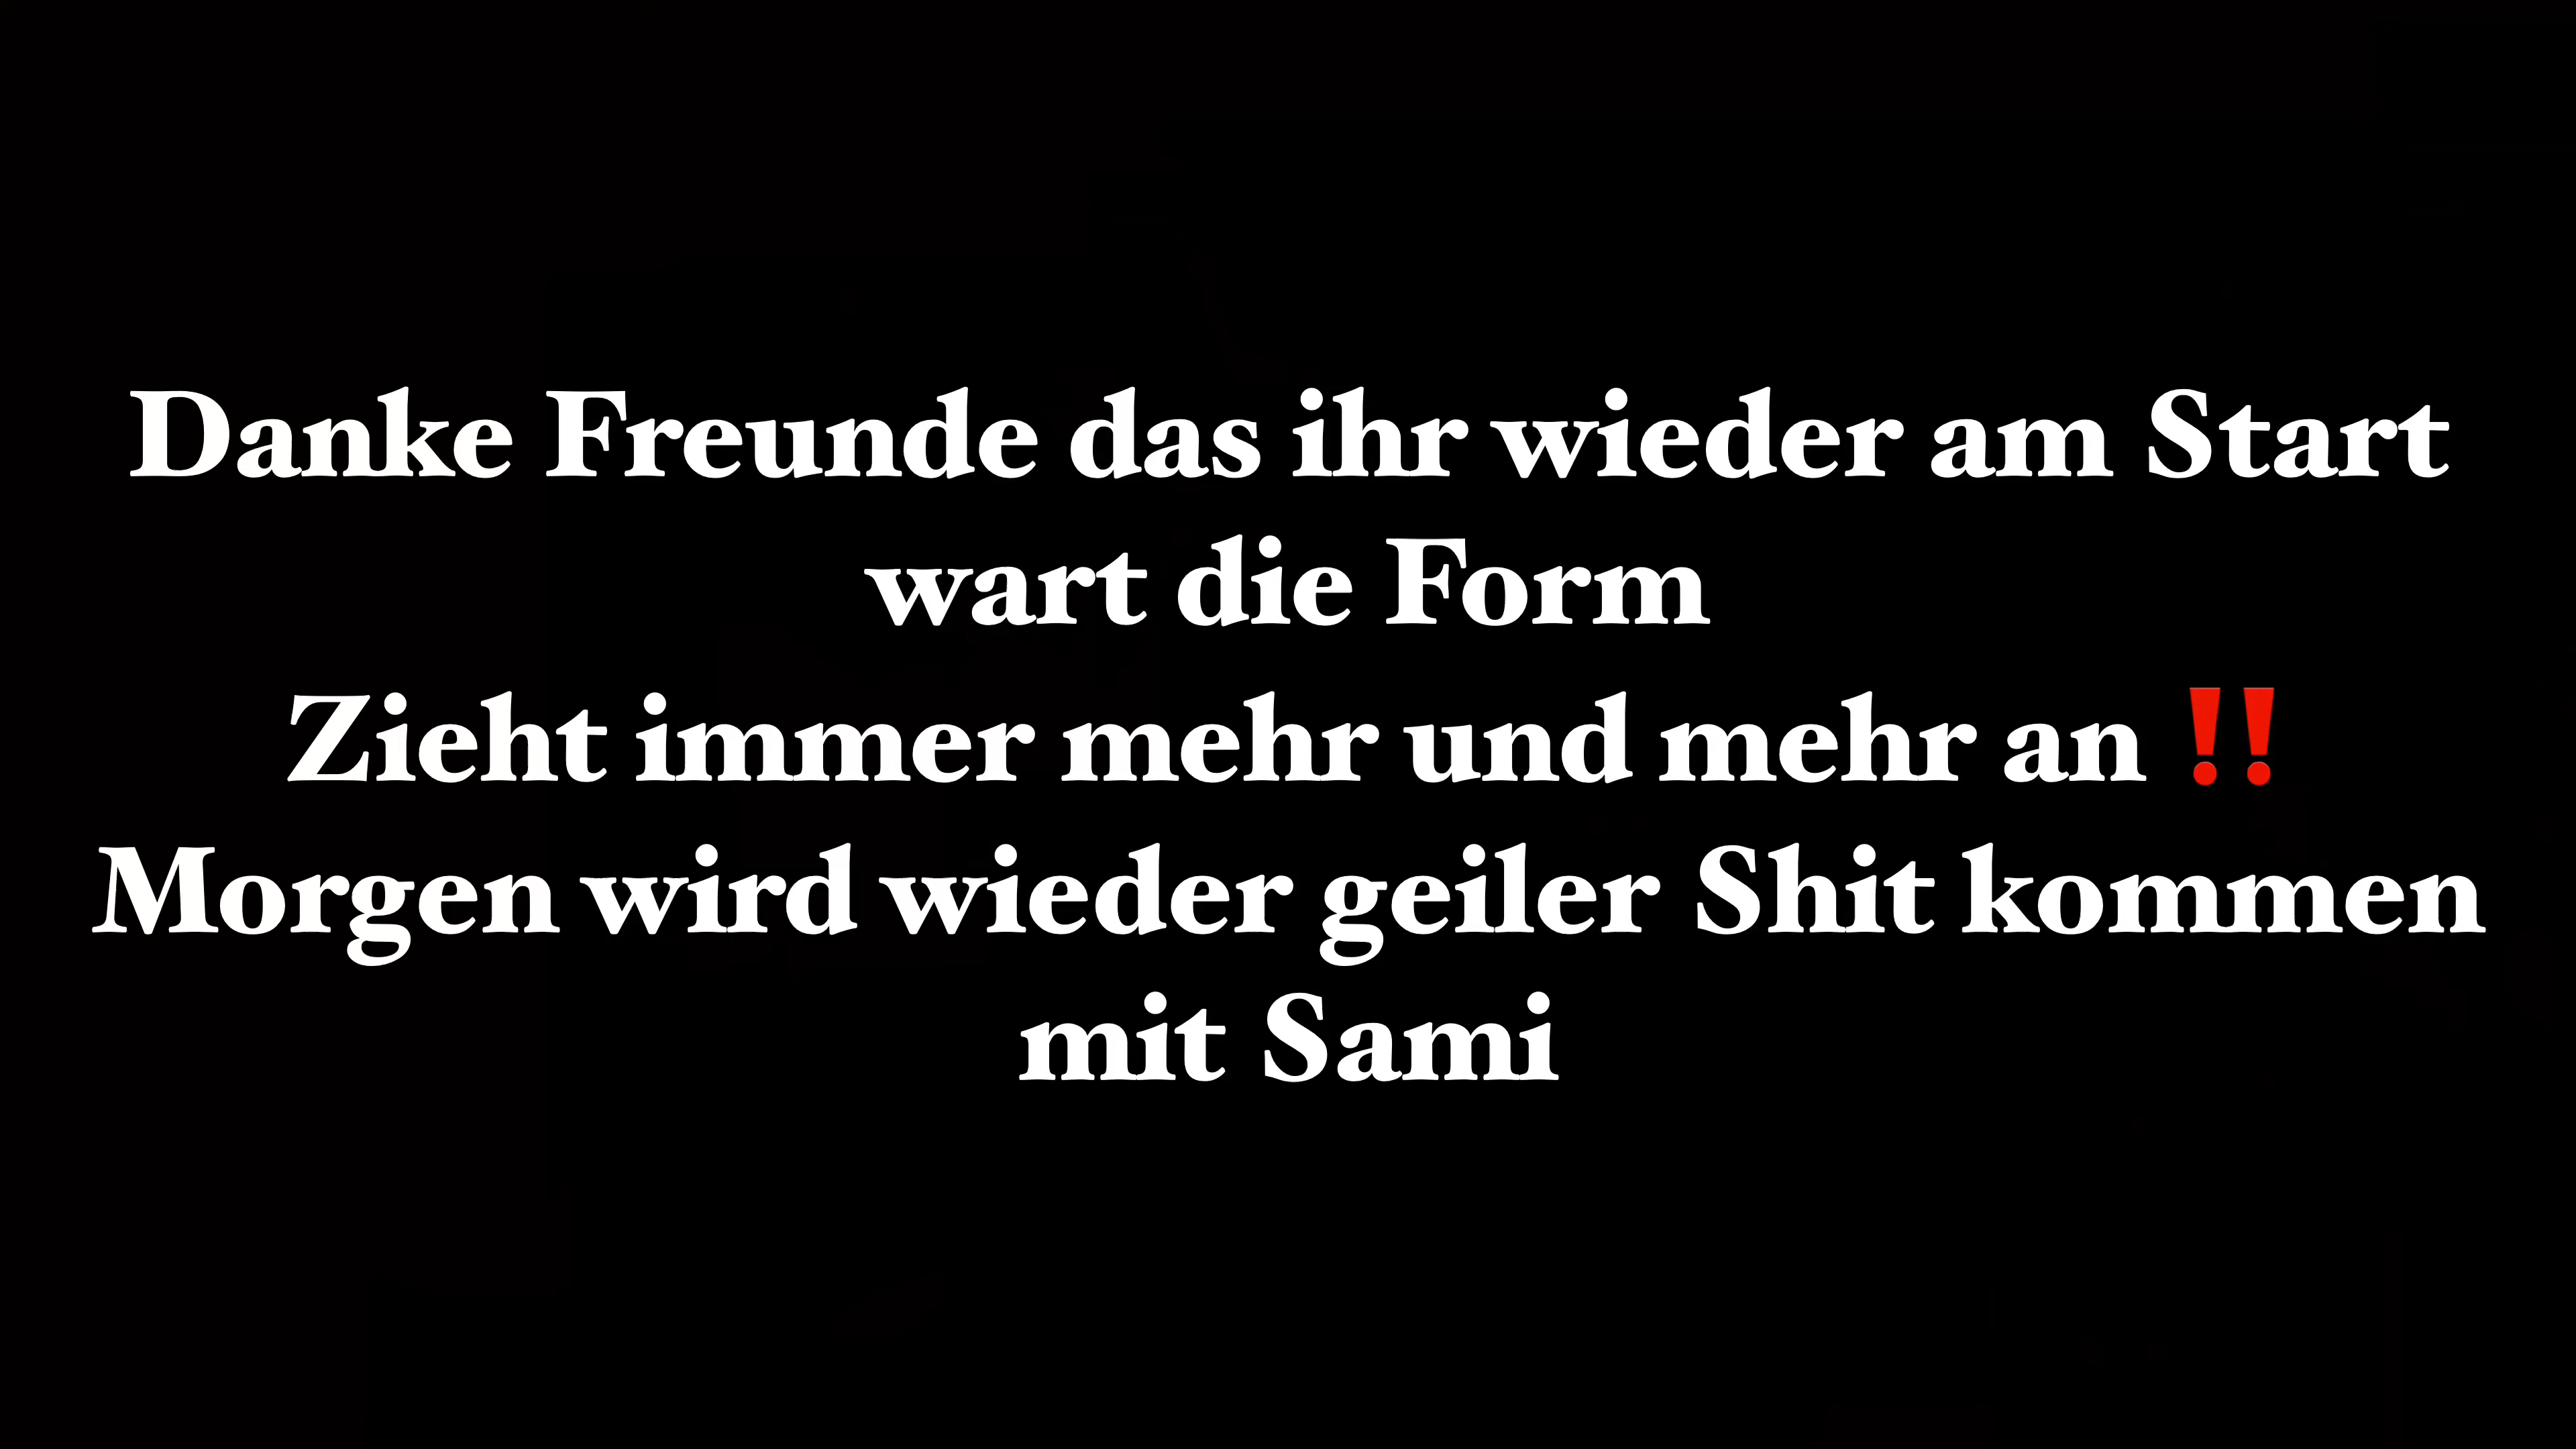 Danke Freunde das ihr wieder am Start
wart die Form
Zieht immer mehr und mehr an ‼️
Morgen wird wieder geiler Shit kommen
mit Sami